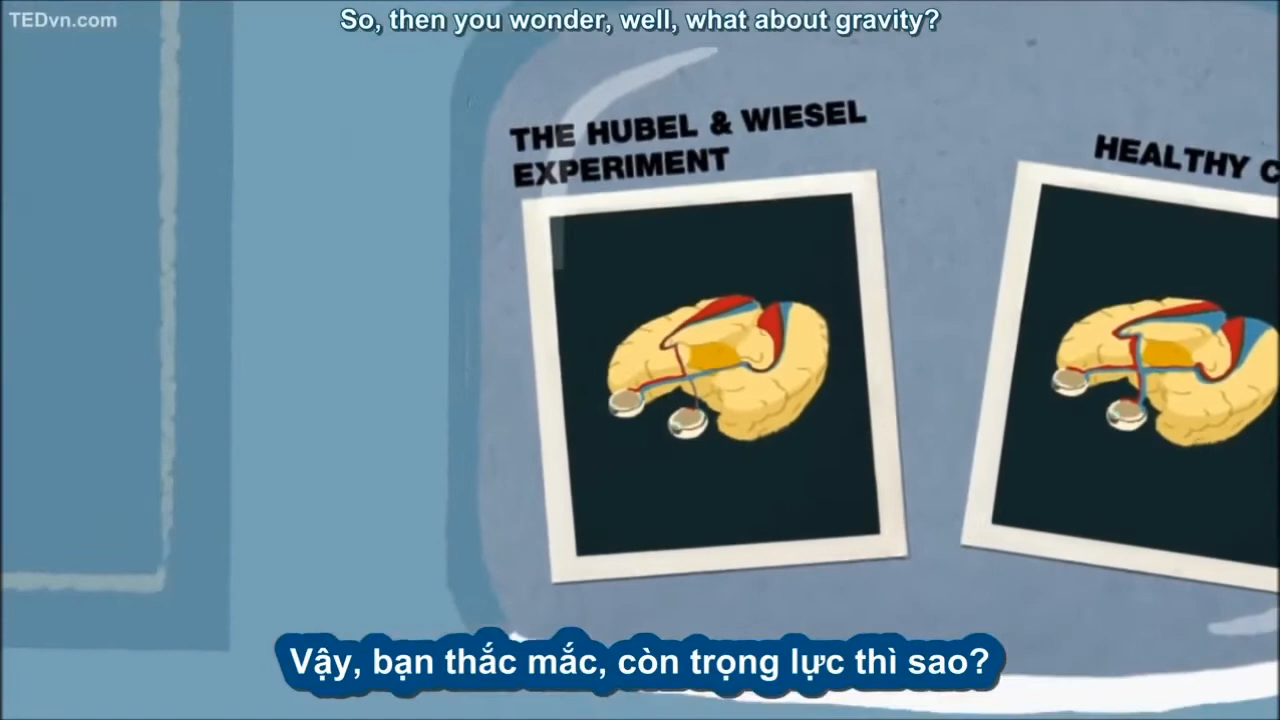 TEDvn.com
So, then you wonder, well, what about gravity?
THE HUBEL & WIESEL
EXPERIMENT
HEALTHY C
Vậy, bạn thắc mắc, còn trọng lực thì sao?